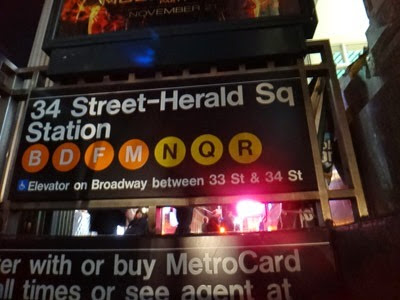 NOVEMBER 21
34 Street-Herald Sq
Station
B D F M N Q R
Elevator on Broadway between 33 St & 34 St
er with or buy MetroCard
ll times or see agent at